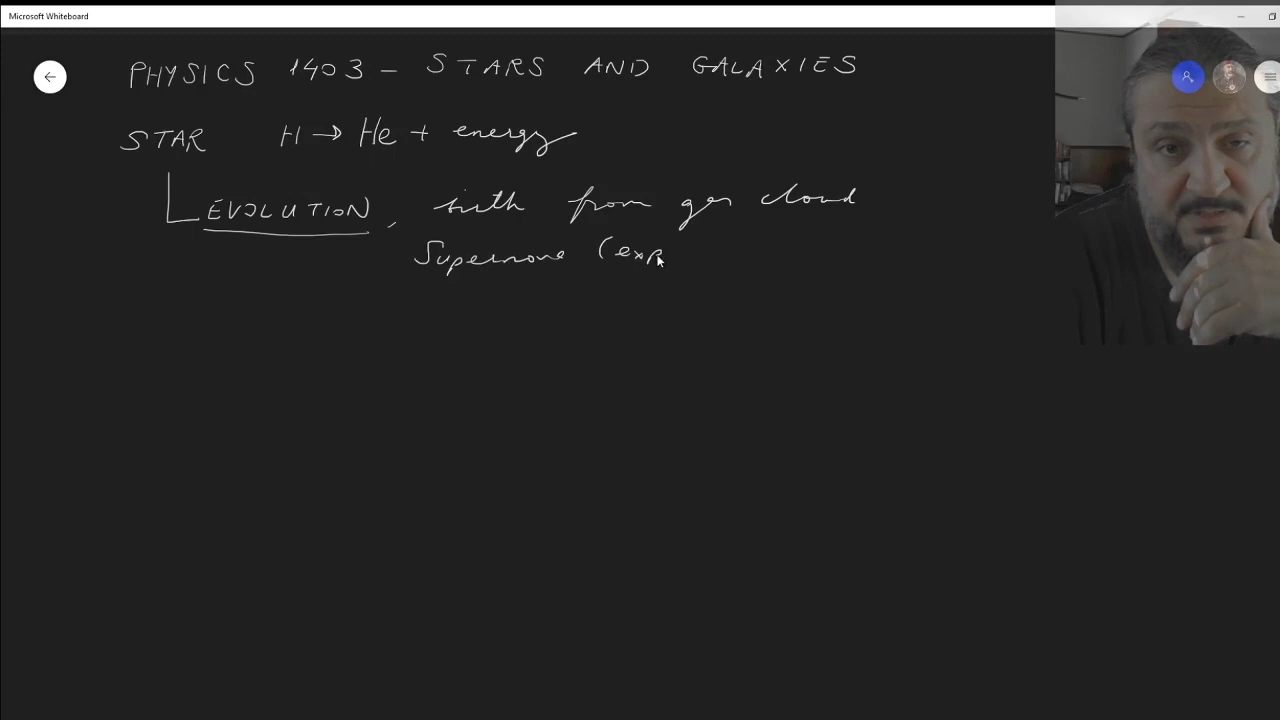 Microsoft Whiteboard
PHYSICS 1403 - STARS AND GALAXIES
STAR H → He + energy
EVOLUTION, birth from gas cloud
Supernova (exp